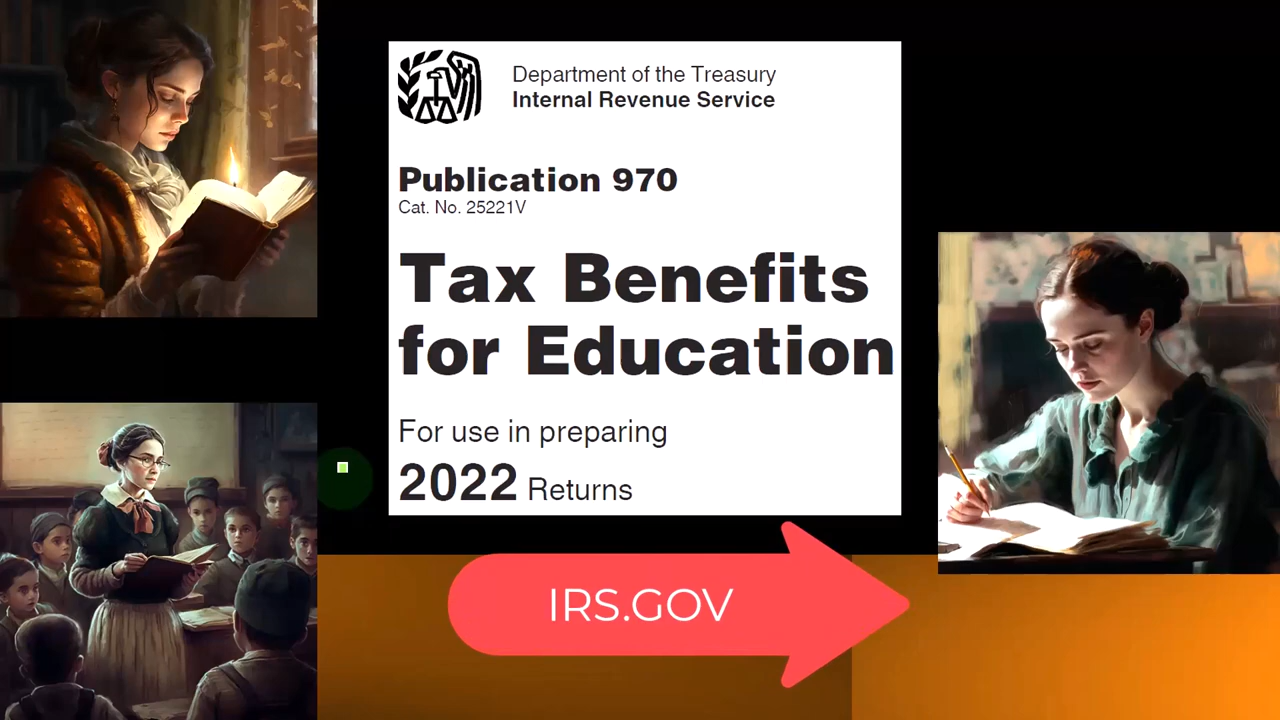 Department of the Treasury
Internal Revenue Service
Publication 970
Cat. No. 25221V
Tax Benefits
for Education
For use in preparing
2022 Returns
IRS.GOV